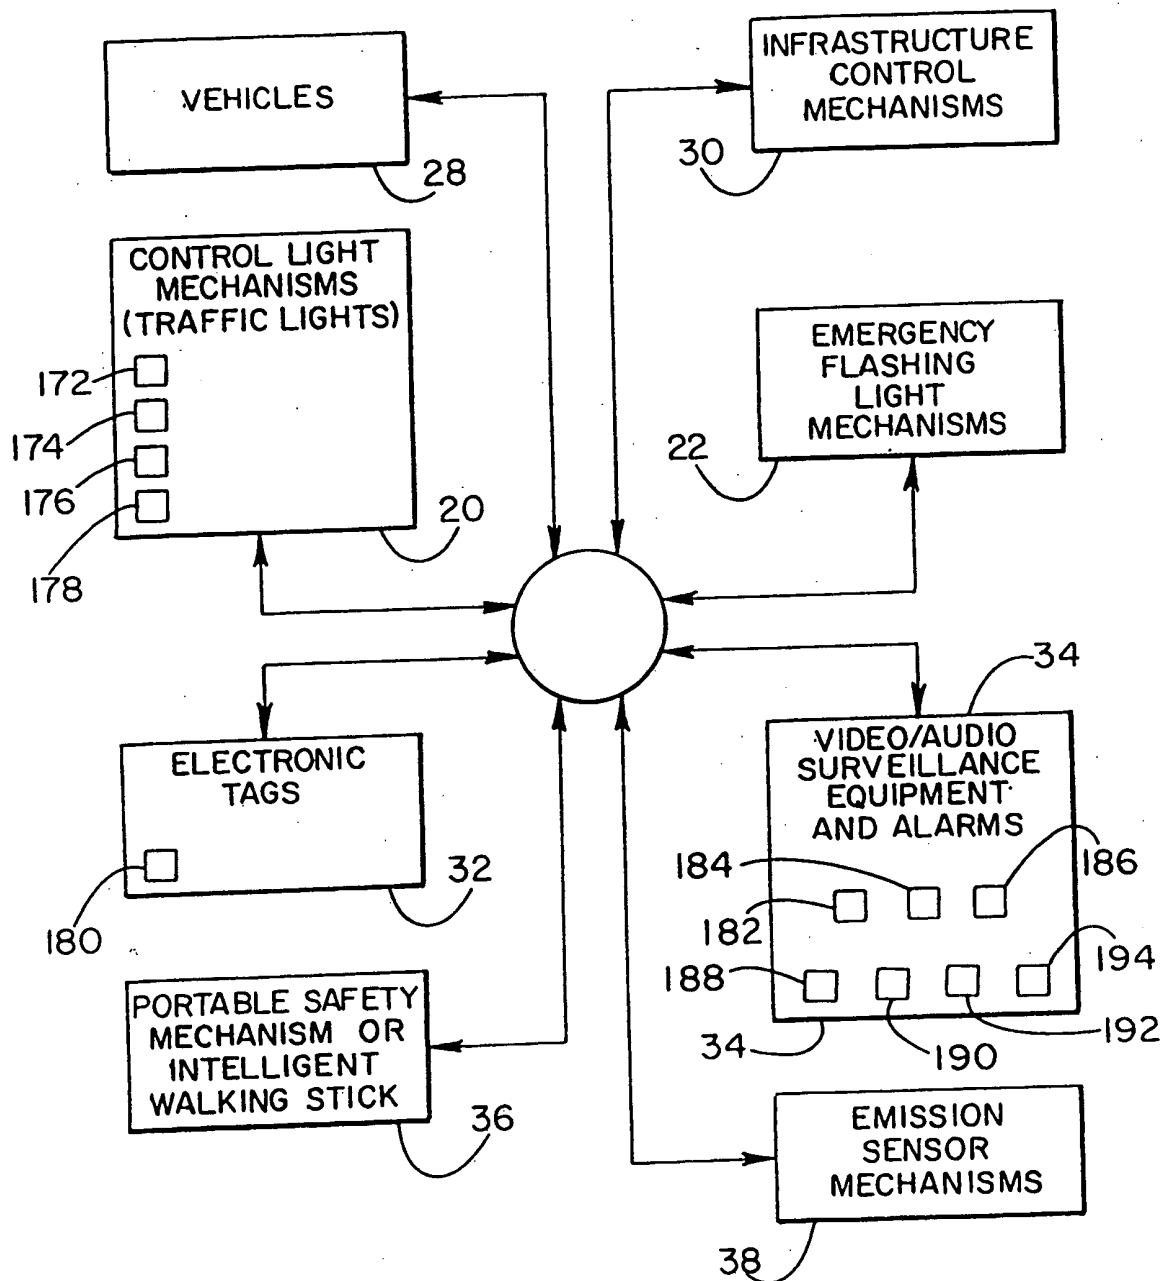 VEHICLES
28
INFRASTRUCTURE
CONTROL
MECHANISMS
30
CONTROL LIGHT
MECHANISMS
(TRAFFIC LIGHTS)
172
174
176
178
20
EMERGENCY
FLASHING
LIGHT
MECHANISMS
22
ELECTRONIC
TAGS
180
32
34
VIDEO/AUDIO
SURVEILLANCE
EQUIPMENT
AND ALARMS
184
186
182
188
194
34
190
192
PORTABLE SAFETY
MECHANISM OR
INTELLIGENT
WALKING STICK
36
EMISSION
SENSOR
MECHANISMS
38